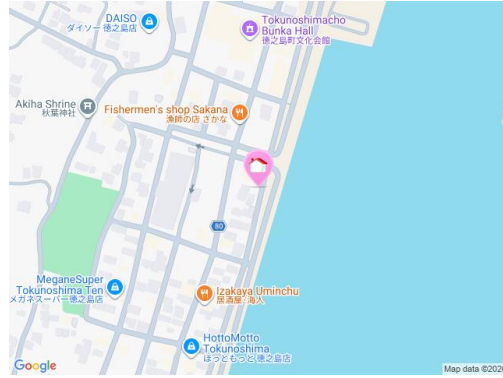 DAISO
ダイソー 徳之島店
Tokunoshimacho
Bunka Hall
徳之島町文化会館
Akiha Shrine
秋葉神社
Fishermen's shop Sakana
漁師の店 さかな
80
MeganeSuper
Tokunoshima Ten
メガネスーパー徳之島店
Izakaya Uminchu
居酒屋 海人
HottoMotto
Tokunoshima
ほっともっと 徳之島店
Google
Map data ©202